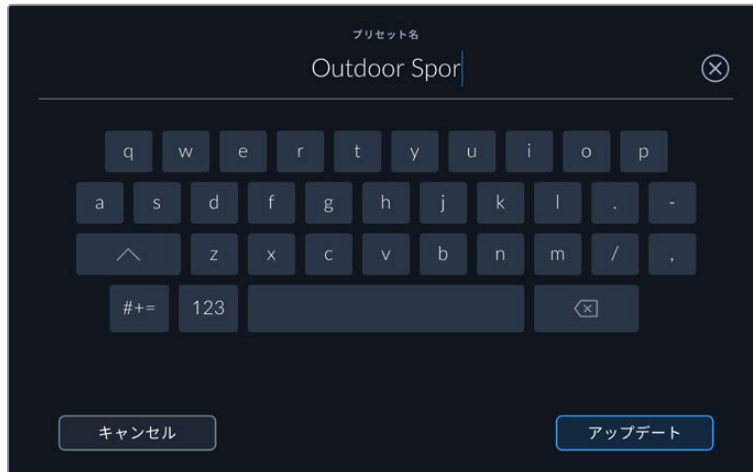 プリセット名
Outdoor Spor
q w e r t y u i o p
a s d f g h j k l . -
z x c v b n m / ,
#+= 123
キャンセル アップデート